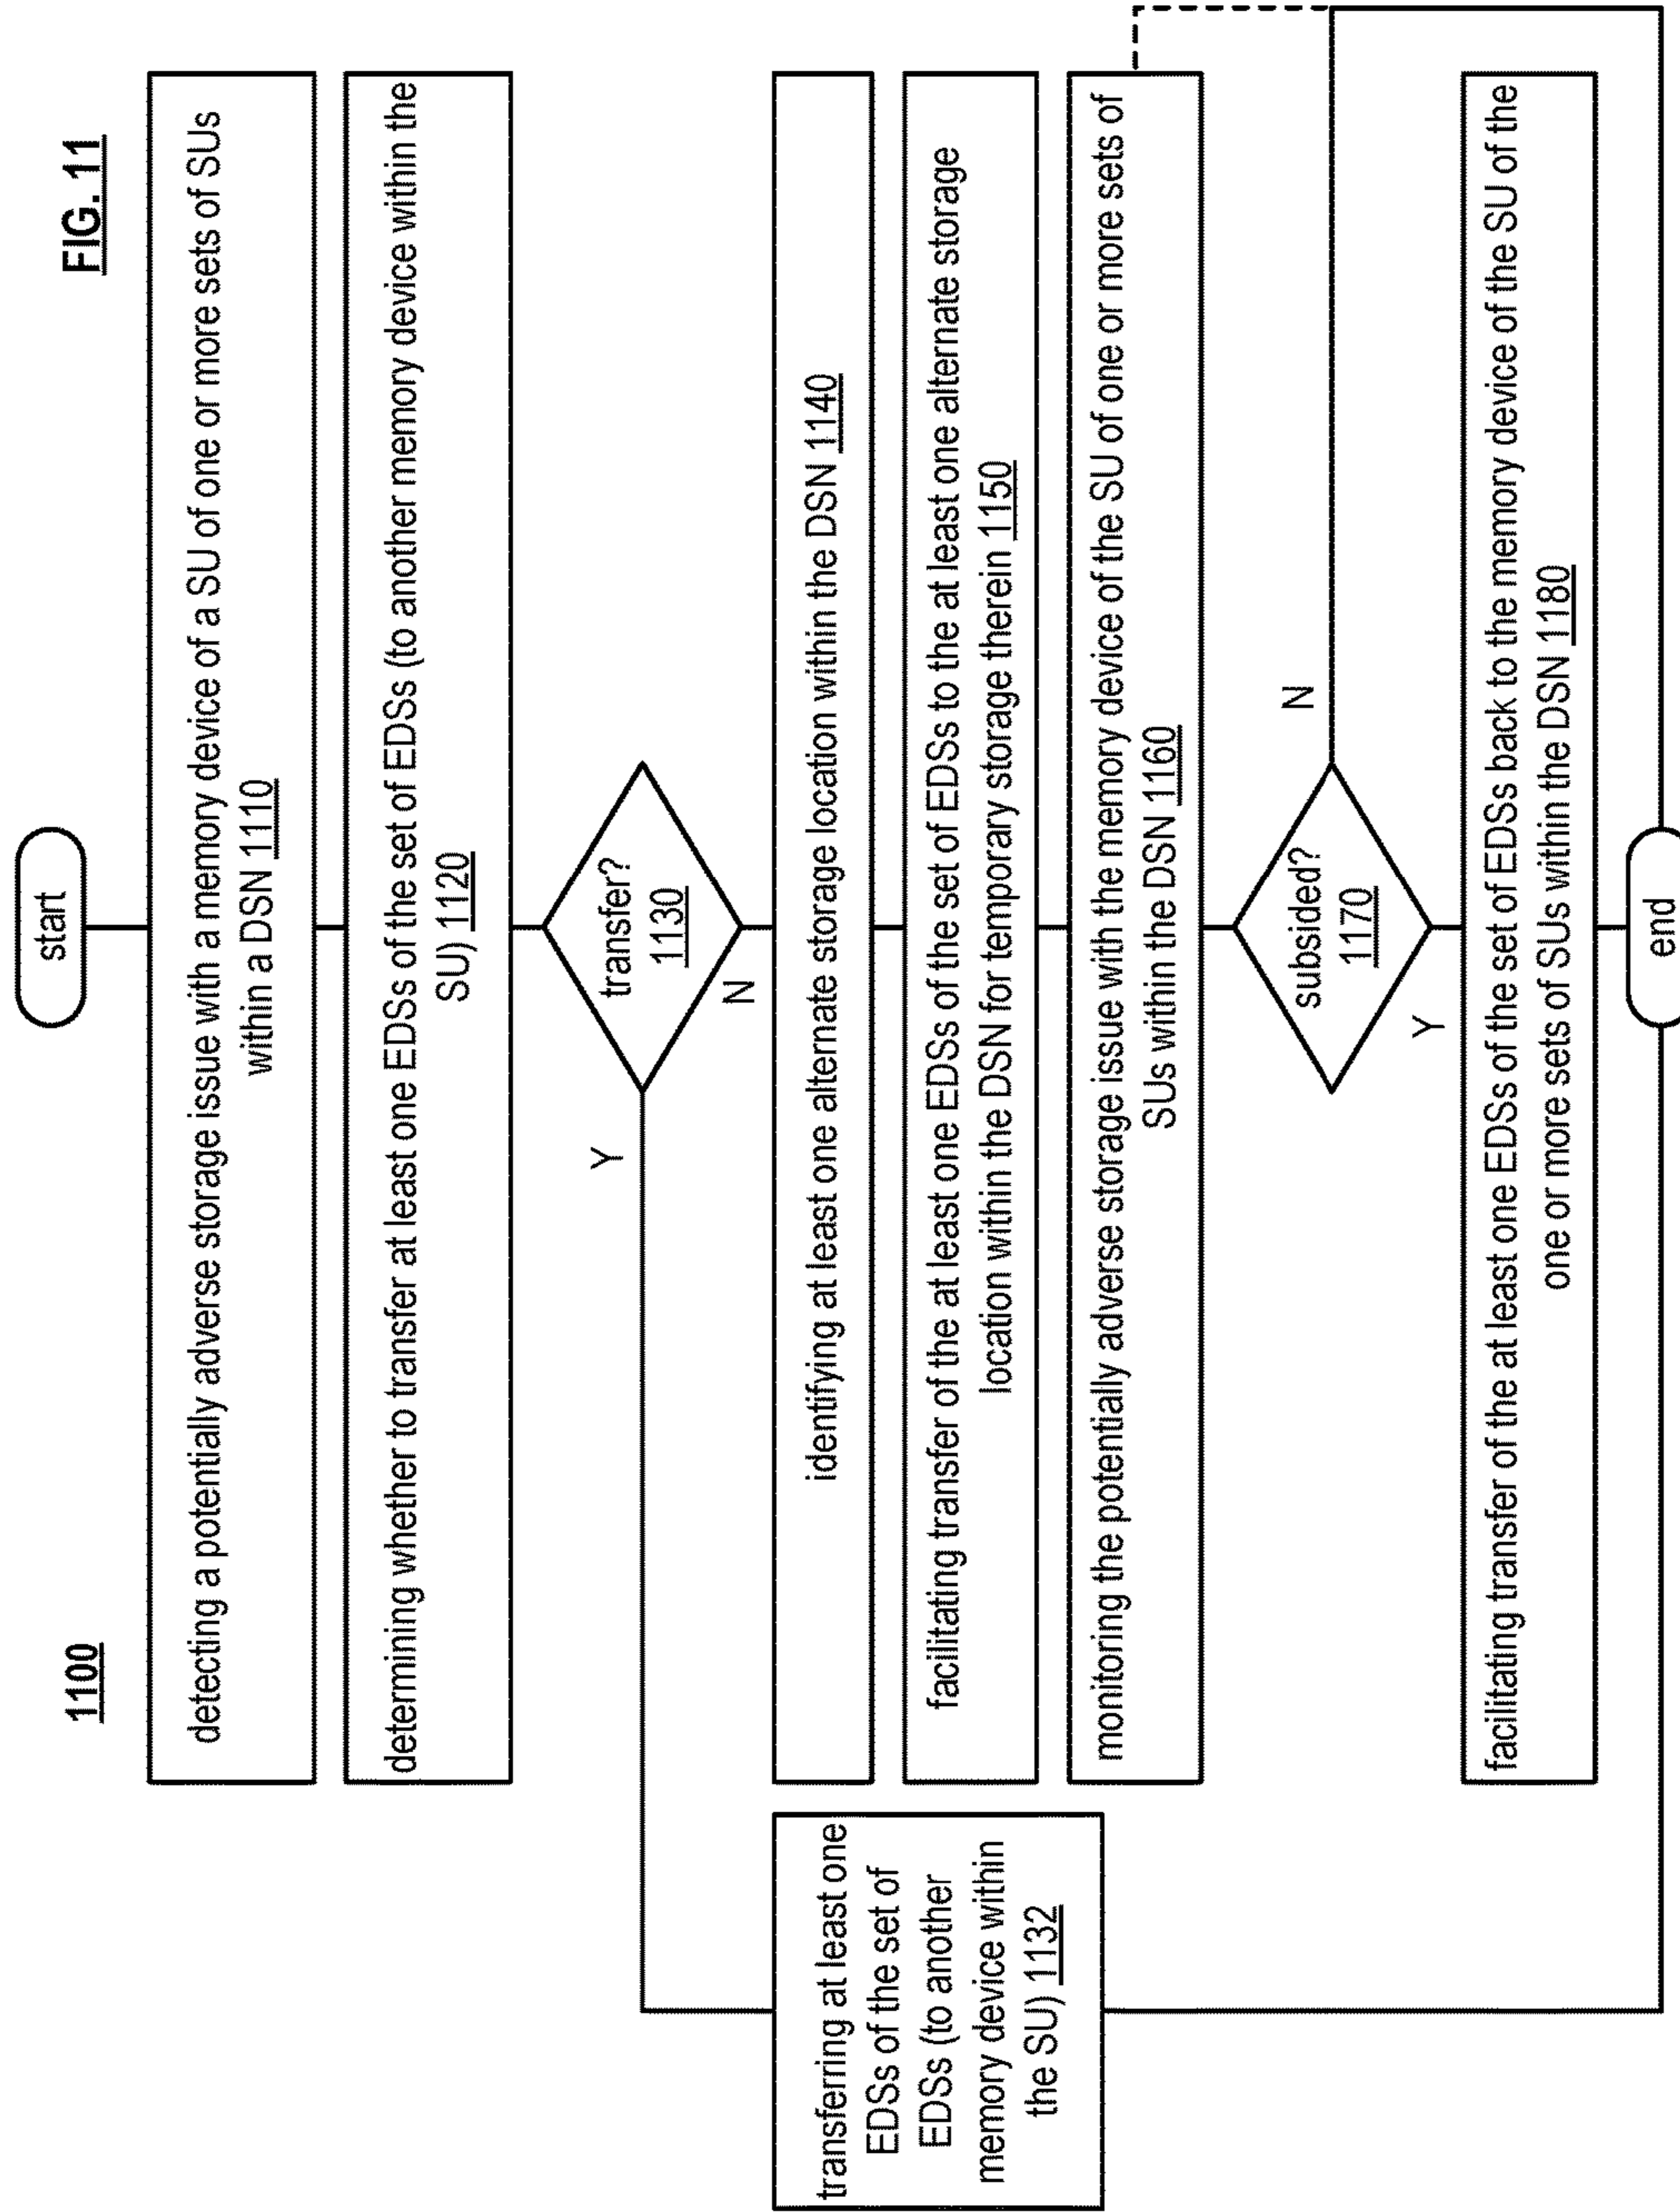 FIG. 11
1100
start
detecting a potentially adverse storage issue with a memory device of a SU of one or more sets of SUs
within a DSN 1110
determining whether to transfer at least one EDSs of the set of EDSs (to another memory device within the
SU) 1120
transfer?
1130
Y
N
transferring at least one
EDSs of the set of
EDSs (to another
memory device within
the SU) 1132
identifying at least one alternate storage location within the DSN 1140
facilitating transfer of the at least one EDSs of the set of EDSs to the at least one alternate storage
location within the DSN for temporary storage therein 1150
monitoring the potentially adverse storage issue with the memory device of the SU of one or more sets of
SUs within the DSN 1160
subsided?
1170
N
Y
facilitating transfer of the at least one EDSs of the set of EDSs back to the memory device of the SU of the
one or more sets of SUs within the DSN 1180
end